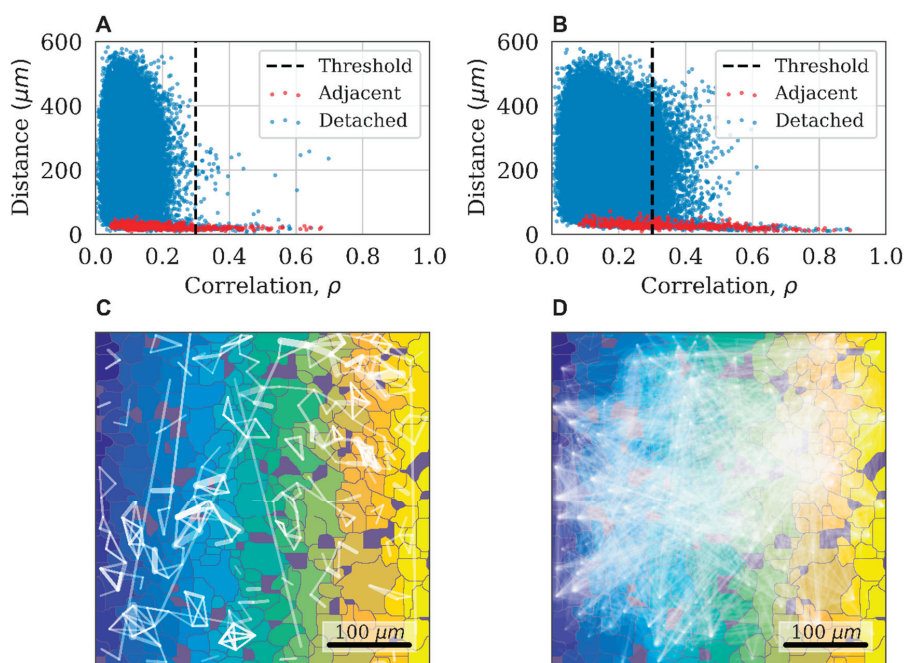 A
Distance (μm)
600
400
200
0
0.0 0.2 0.4 0.6 0.8 1.0
Correlation, ρ
Threshold
Adjacent
Detached
B
Distance (μm)
600
400
200
0
0.0 0.2 0.4 0.6 0.8 1.0
Correlation, ρ
Threshold
Adjacent
Detached
C
100 μm
D
100 μm